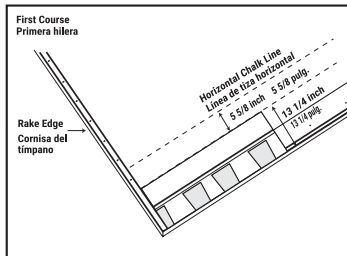 First Course
Primera hilera
Horizontal Chalk Line
Línea de tiza horizontal
5 5/8 inch
5 5/8 pulg.
13 1/4 inch
13 1/4 pulg.
Rake Edge
Cornisa del
tímpano